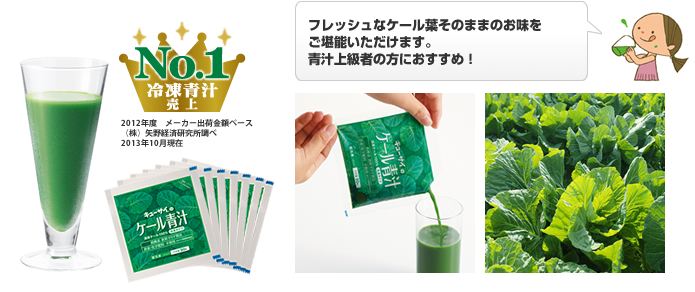 No.1
冷凍青汁
売上
2012年度 メーカー出荷金額ベース
（株）矢野経済研究所調べ
2013年10月現在
フレッシュなケール葉そのままのお味を
ご堪能いただけます。
青汁上級者の方におすすめ！
キューサイの
ケール青汁
キューサイの
ケール青汁